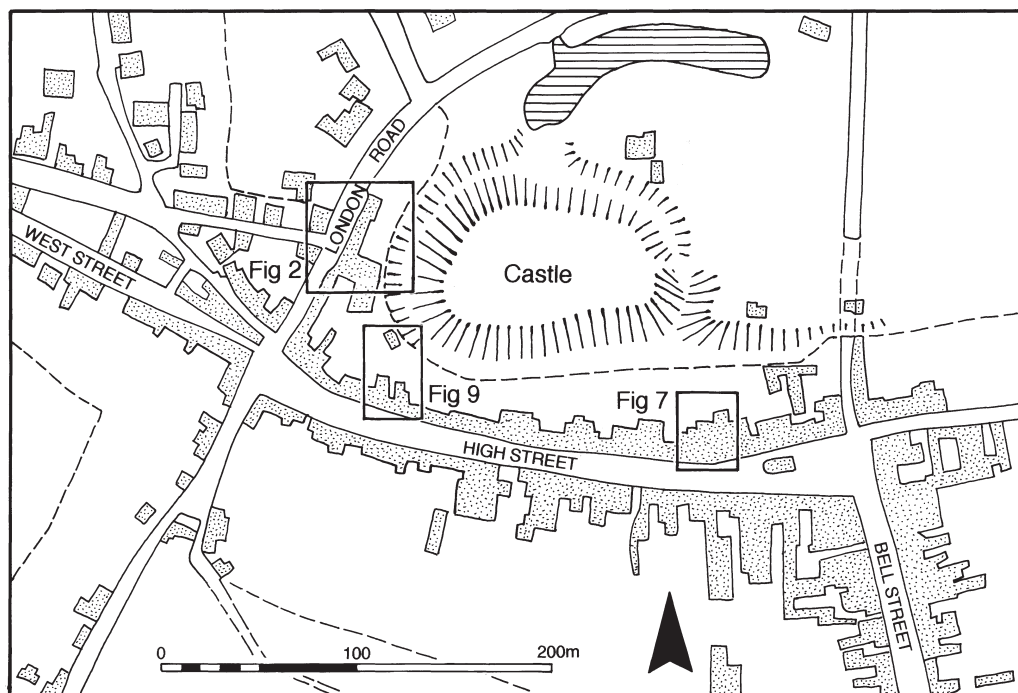 LONDON ROAD
WEST STREET
Fig 2
Castle
Fig 9
Fig 7
HIGH STREET
BELL STREET
0 100 200m